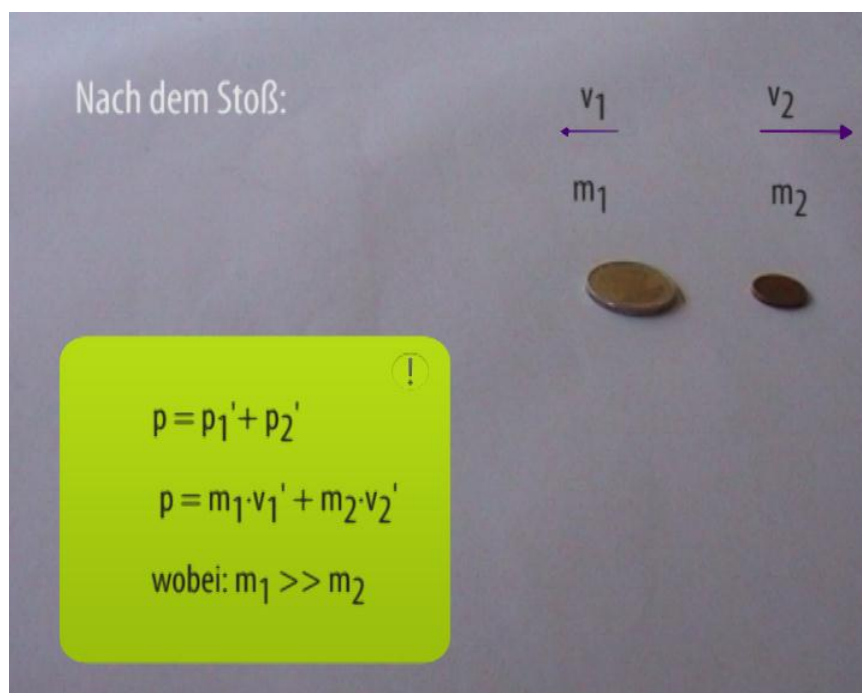 Nach dem Stoß:
v₁ v₂
m₁ m₂
!
p = p₁' + p₂'
p = m₁·v₁' + m₂·v₂'
wobei: m₁ >> m₂